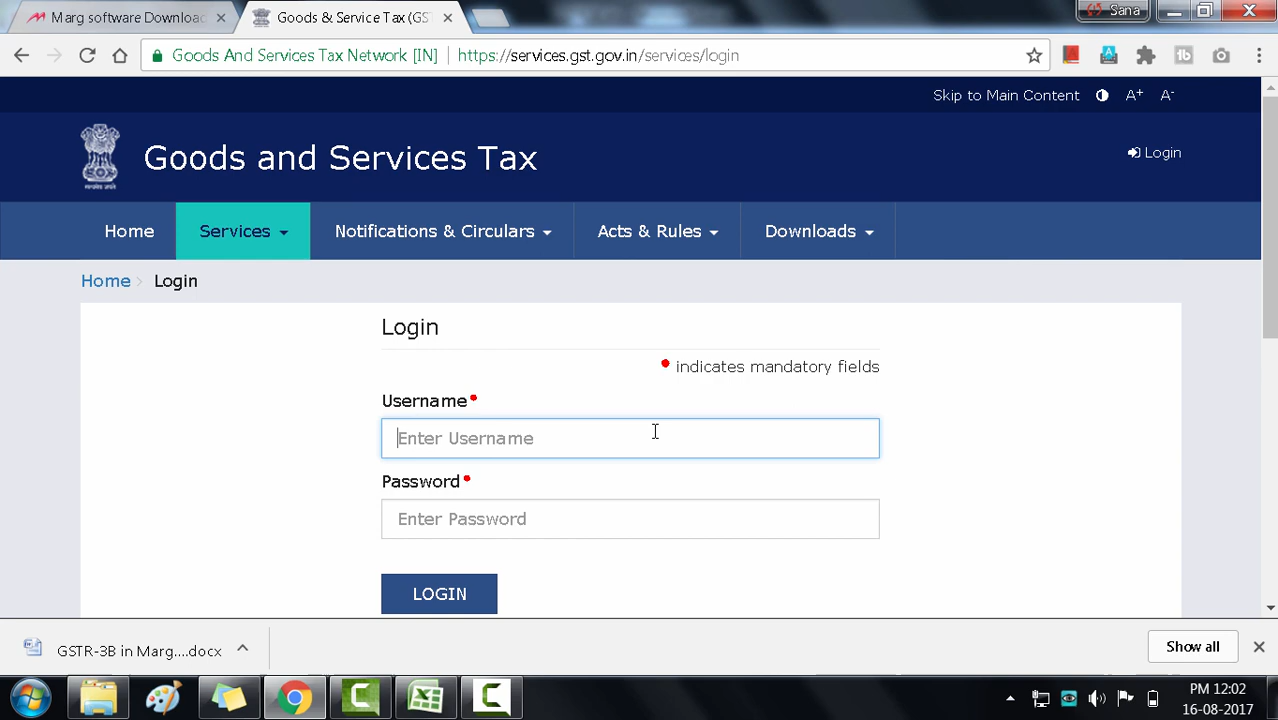 Marg software Download
Goods & Service Tax (GS
Sana
Goods And Services Tax Network [IN]
https://services.gst.gov.in/services/login
Skip to Main Content A+ A-
Goods and Services Tax
Login
Home Services Notifications & Circulars Acts & Rules Downloads
Home > Login
Login
indicates mandatory fields
Username
Enter Username
Password
Enter Password
LOGIN
GSTR-3B in Marg....docx
Show all
PM 12:02
16-08-2017